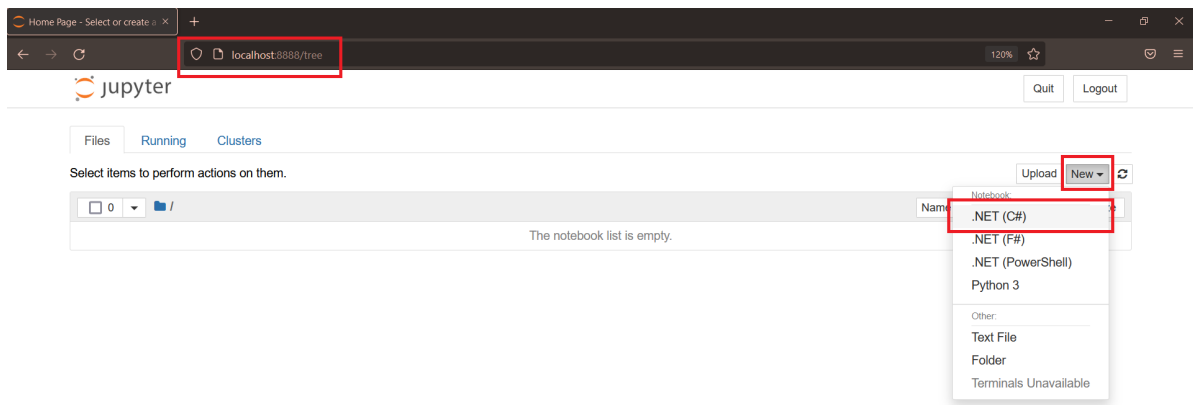 Home Page - Select or create a
localhost:8888/tree
120%
jupyter
Quit Logout
Files Running Clusters
Select items to perform actions on them.
Upload New
0 / Name
Notebook:
.NET (C#)
The notebook list is empty.
.NET (F#)
.NET (PowerShell)
Python 3
Other:
Text File
Folder
Terminals Unavailable